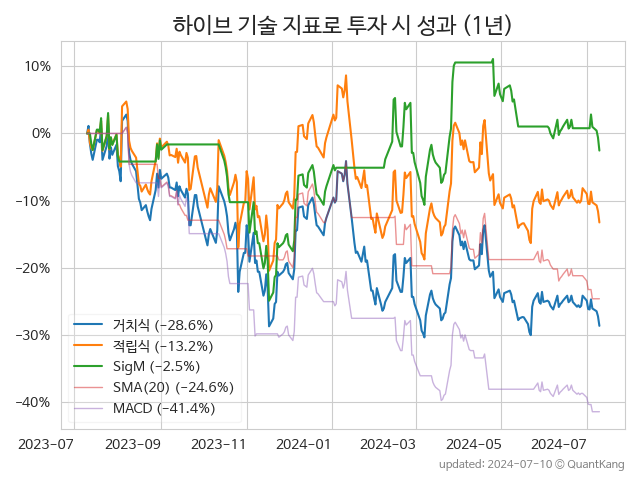 하이브 기술 지표로 투자 시 성과 (1년)
10%
0%
−10%
−20%
−30%
−40%
거치식 (−28.6%)
적립식 (−13.2%)
SigM (−2.5%)
SMA(20) (−24.6%)
MACD (−41.4%)
2023-07
2023-09
2023-11
2024-01
2024-03
2024-05
2024-07
updated: 2024-07-10 © QuantKang